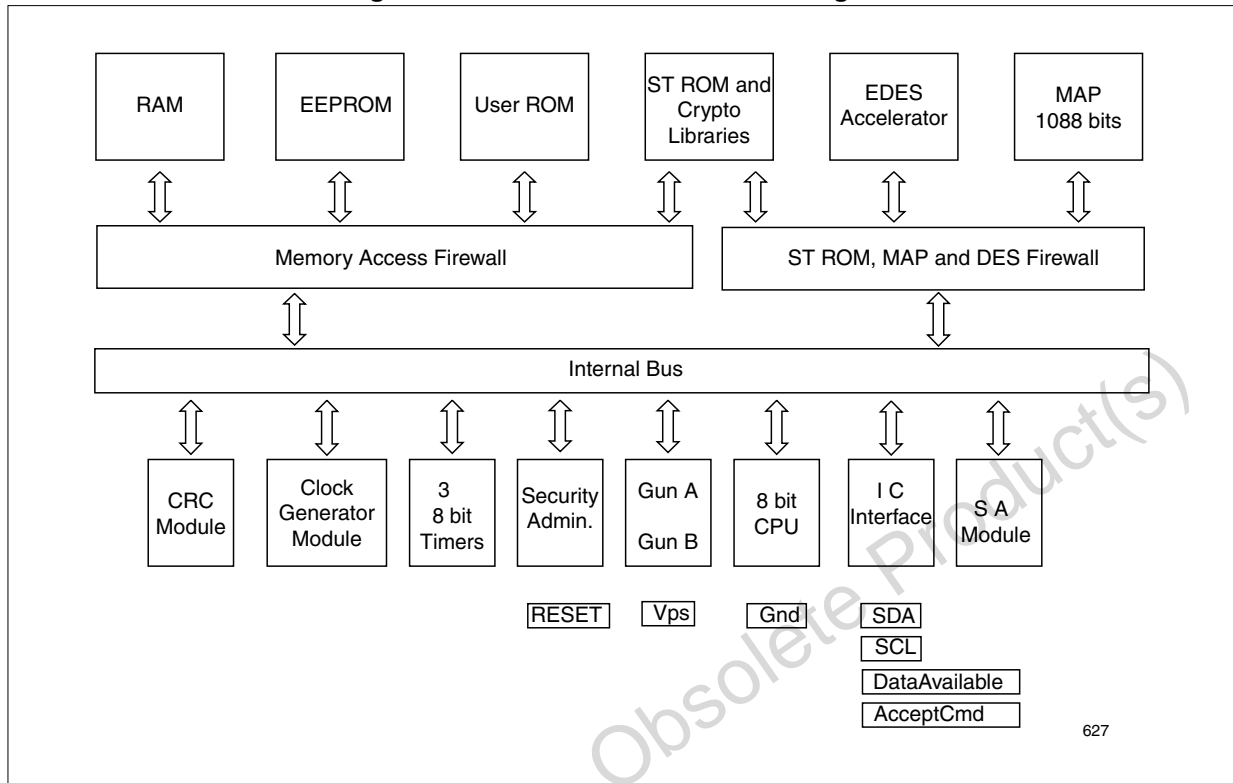 RAM
EEPROM
User ROM
ST ROM and
Crypto
Libraries
EDES
Accelerator
MAP
1088 bits
Memory Access Firewall
ST ROM, MAP and DES Firewall
Internal Bus
CRC
Module
Clock
Generator
Module
3
8 bit
Timers
Security
Admin.
Gun A
Gun B
8 bit
CPU
I C
Interface
S A
Module
RESET
Vps
Gnd
SDA
SCL
DataAvailable
AcceptCmd
627
Obsolete Product(s)